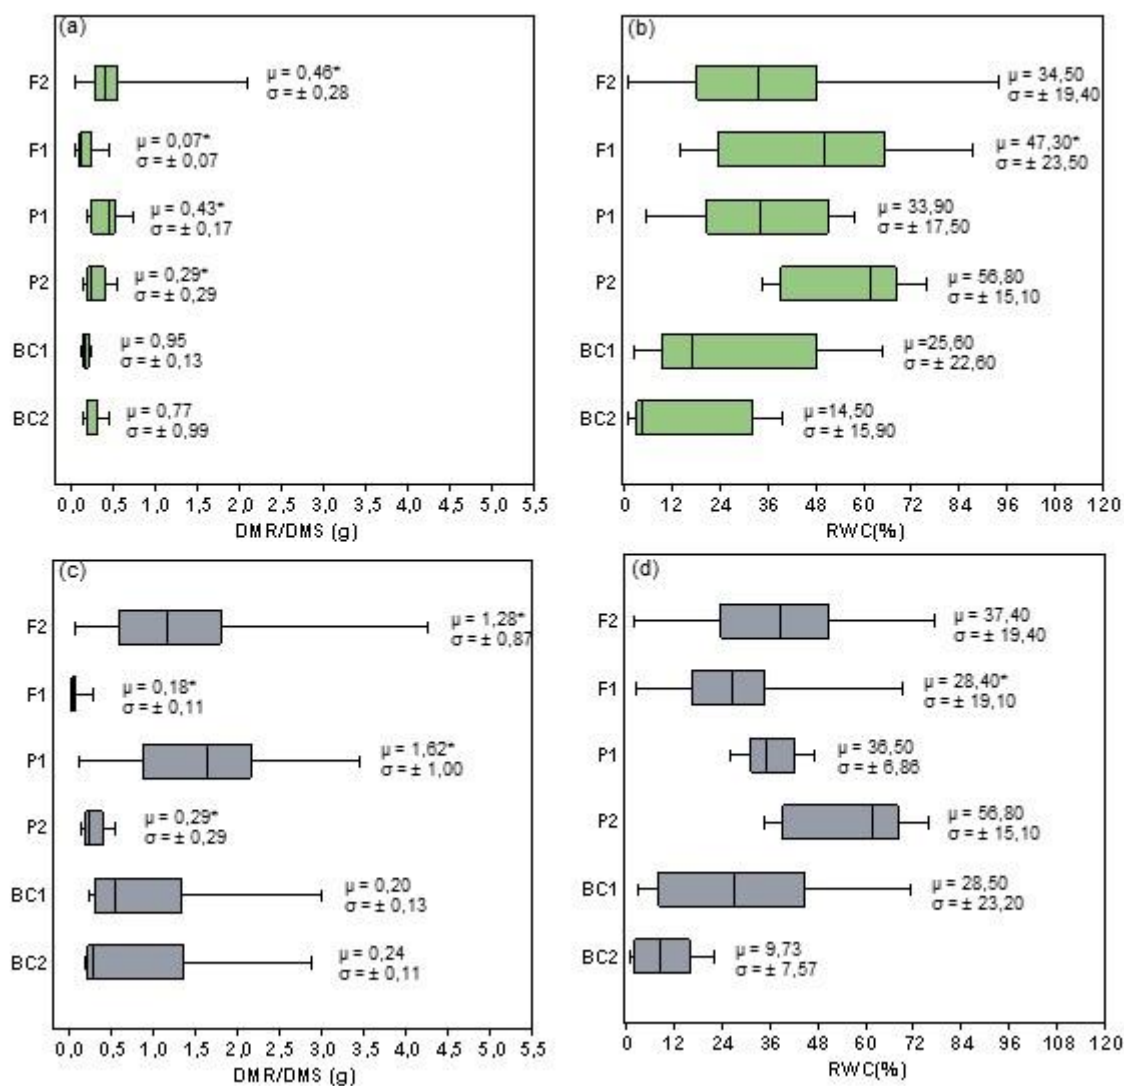 (a)
F2
μ = 0,46*
σ = ± 0,28
F1
μ = 0,07*
σ = ± 0,07
P1
μ = 0,43*
σ = ± 0,17
P2
μ = 0,29*
σ = ± 0,29
BC1
μ = 0,95
σ = ± 0,13
BC2
μ = 0,77
σ = ± 0,99
0,0 0,5 1,0 1,5 2,0 2,5 3,0 3,5 4,0 4,5 5,0 5,5
DMR/DMS (g)
(b)
F2
μ = 34,50
σ = ± 19,40
F1
μ = 47,30*
σ = ± 23,50
P1
μ = 33,90
σ = ± 17,50
P2
μ = 56,80
σ = ± 15,10
BC1
μ =25,60
σ = ± 22,60
BC2
μ =14,50
σ = ± 15,90
0 12 24 36 48 60 72 84 96 108 120
RWC(%)
(c)
F2
μ = 1,28*
σ = ± 0,87
F1
μ = 0,18*
σ = ± 0,11
P1
μ = 1,62*
σ = ± 1,00
P2
μ = 0,29*
σ = ± 0,29
BC1
μ = 0,20
σ = ± 0,13
BC2
μ = 0,24
σ = ± 0,11
0,0 0,5 1,0 1,5 2,0 2,5 3,0 3,5 4,0 4,5 5,0 5,5
DMR/DMS (g)
(d)
F2
μ = 37,40
σ = ± 19,40
F1
μ = 28,40*
σ = ± 19,10
P1
μ = 36,50
σ = ± 6,86
P2
μ = 56,80
σ = ± 15,10
BC1
μ = 28,50
σ = ± 23,20
BC2
μ = 9,73
σ = ± 7,57
0 12 24 36 48 60 72 84 96 108 120
RWC(%)